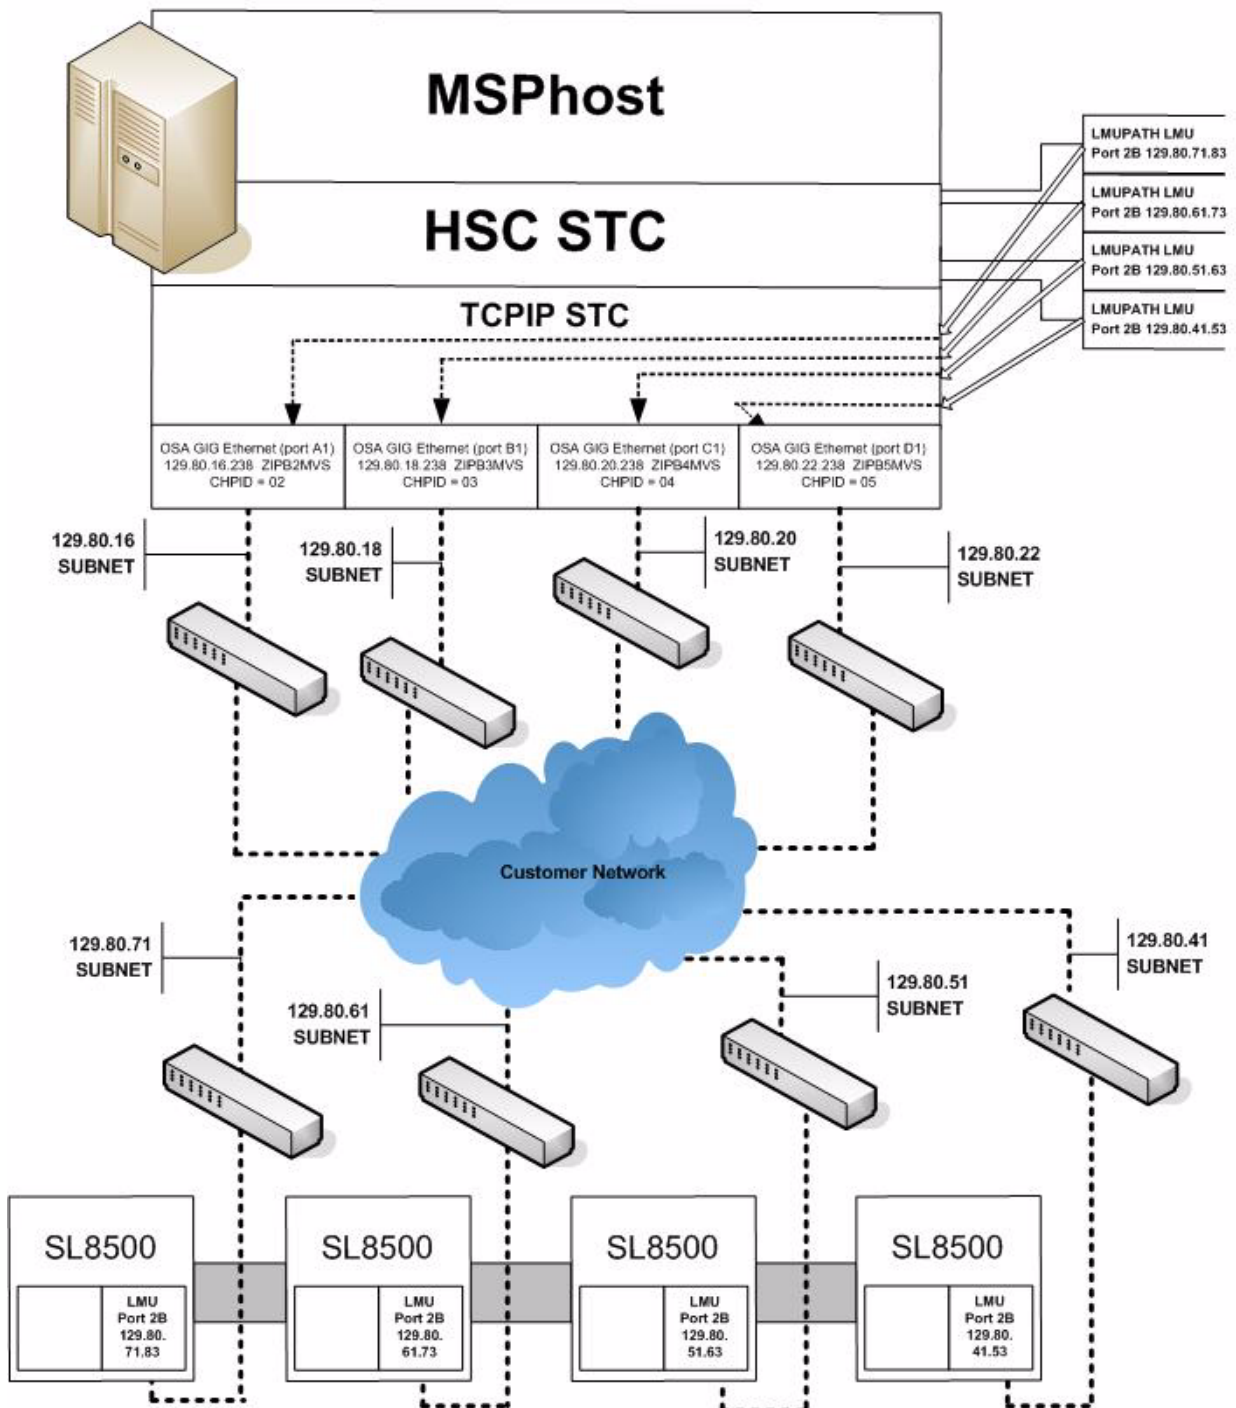 MSPhost
HSC STC
TCPIP STC
LMUPATH LMU
Port 2B 129.80.71.83
LMUPATH LMU
Port 2B 129.80.61.73
LMUPATH LMU
Port 2B 129.80.51.63
LMUPATH LMU
Port 2B 129.80.41.53
OSA GIG Ethernet (port A1)
129.80.16.238 ZIPB2MVS
CHPID = 02
OSA GIG Ethernet (port B1)
129.80.18.238 ZIPB3MVS
CHPID = 03
OSA GIG Ethernet (port C1)
129.80.20.238 ZIPB4MVS
CHPID = 04
OSA GIG Ethernet (port D1)
129.80.22.238 ZIPB5MVS
CHPID = 05
129.80.16
SUBNET
129.80.18
SUBNET
129.80.20
SUBNET
129.80.22
SUBNET
Customer Network
129.80.71
SUBNET
129.80.61
SUBNET
129.80.51
SUBNET
129.80.41
SUBNET
SL8500
LMU
Port 2B
129.80.
71.83
SL8500
LMU
Port 2B
129.80.
61.73
SL8500
LMU
Port 2B
129.80.
51.63
SL8500
LMU
Port 2B
129.80.
41.53